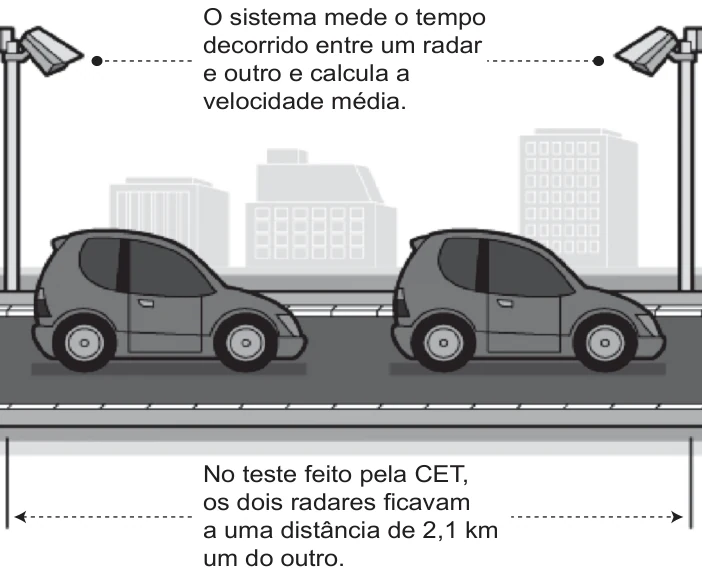 O sistema mede o tempo
decorrido entre um radar
e outro e calcula a
velocidade média.
No teste feito pela CET,
os dois radares ficavam
a uma distância de 2,1 km
um do outro.